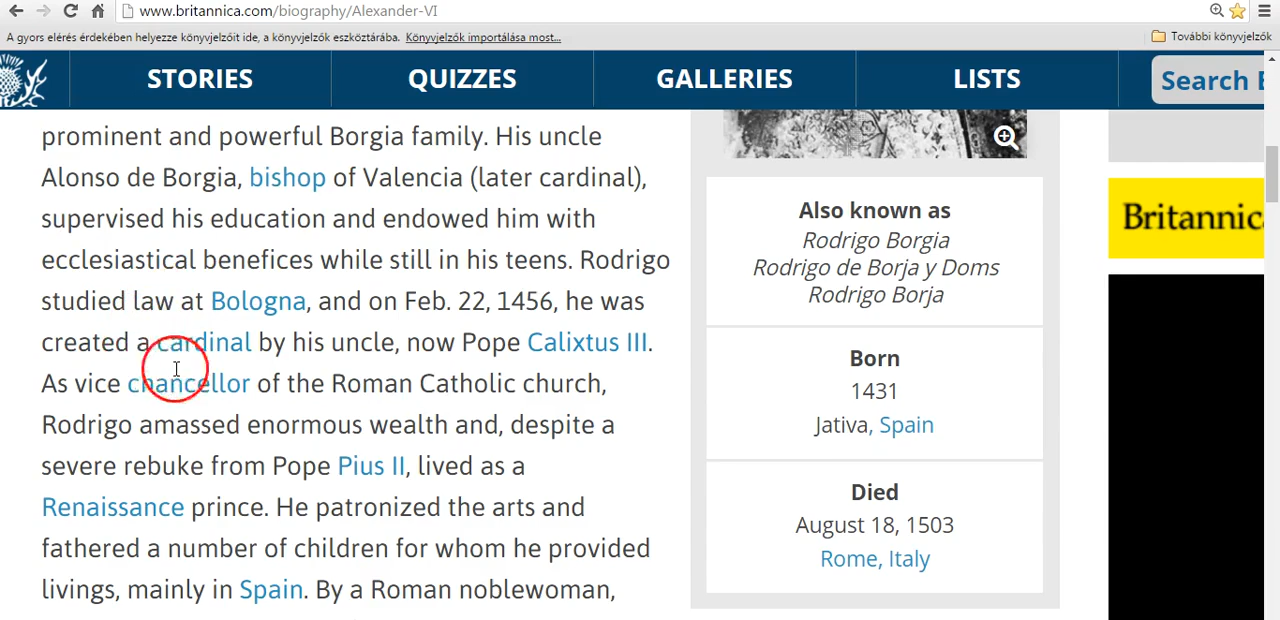 www.britannica.com/biography/Alexander-VI
A gyors elérés érdekében helyezze könyvjelzőit ide, a könyvjelzők eszköztárába. Könyvjelzők importálása most...
További könyvjelzők
STORIES
QUIZZES
GALLERIES
LISTS
Search
prominent and powerful Borgia family. His uncle
Alonso de Borgia, bishop of Valencia (later cardinal),
supervised his education and endowed him with
ecclesiastical benefices while still in his teens. Rodrigo
studied law at Bologna, and on Feb. 22, 1456, he was
created a cardinal by his uncle, now Pope Calixtus III.
As vice chancellor of the Roman Catholic church,
Rodrigo amassed enormous wealth and, despite a
severe rebuke from Pope Pius II, lived as a
Renaissance prince. He patronized the arts and
fathered a number of children for whom he provided
livings, mainly in Spain. By a Roman noblewoman,
Also known as
Rodrigo Borgia
Rodrigo de Borja y Doms
Rodrigo Borja
Born
1431
Jativa, Spain
Died
August 18, 1503
Rome, Italy
Britannic